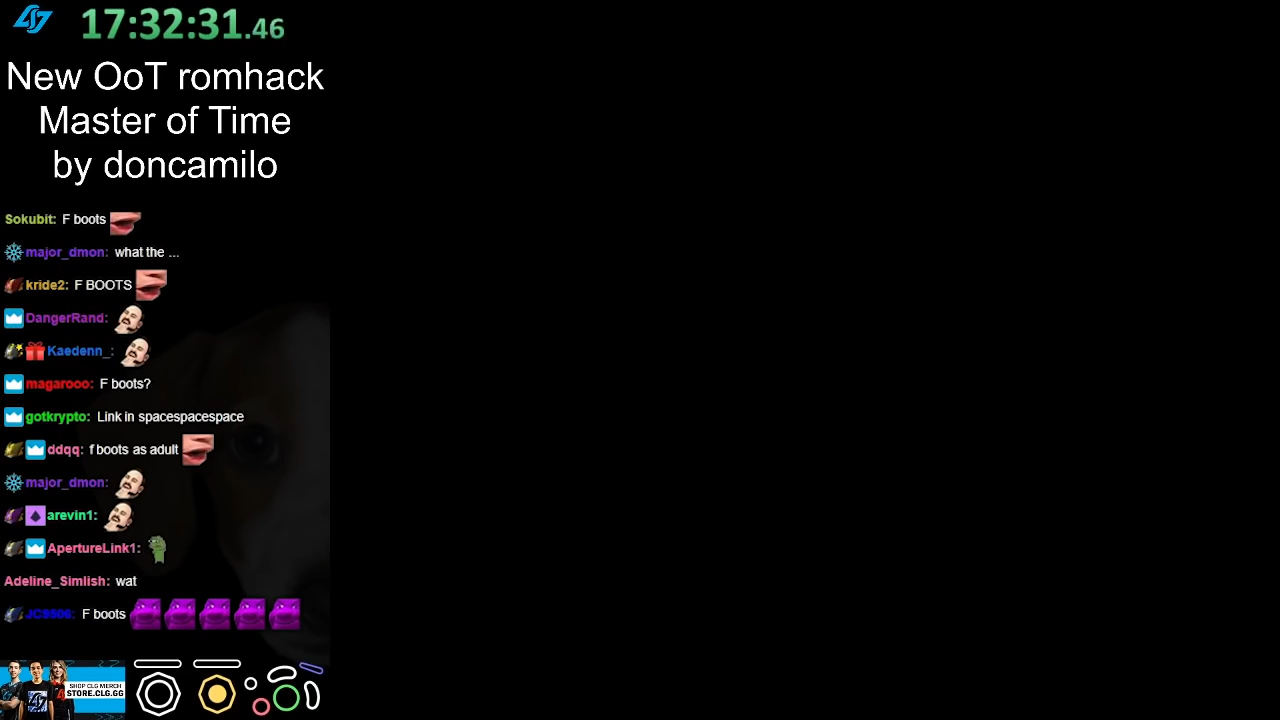 17:32:31.46
New OoT romhack
Master of Time
by doncamilo
Sokubit: F boots
major_dmon: what the ...
kride2: F BOOTS
DangerRand:
Kaedenn_:
magarooo: F boots?
gotkrypto: Link in spacespacespace
ddqq: f boots as adult
major_dmon:
arevin1:
ApertureLink1:
Adeline_Simlish: wat
JC9506: F boots
SHOP CLG MERCH
STORE.CLG.GG